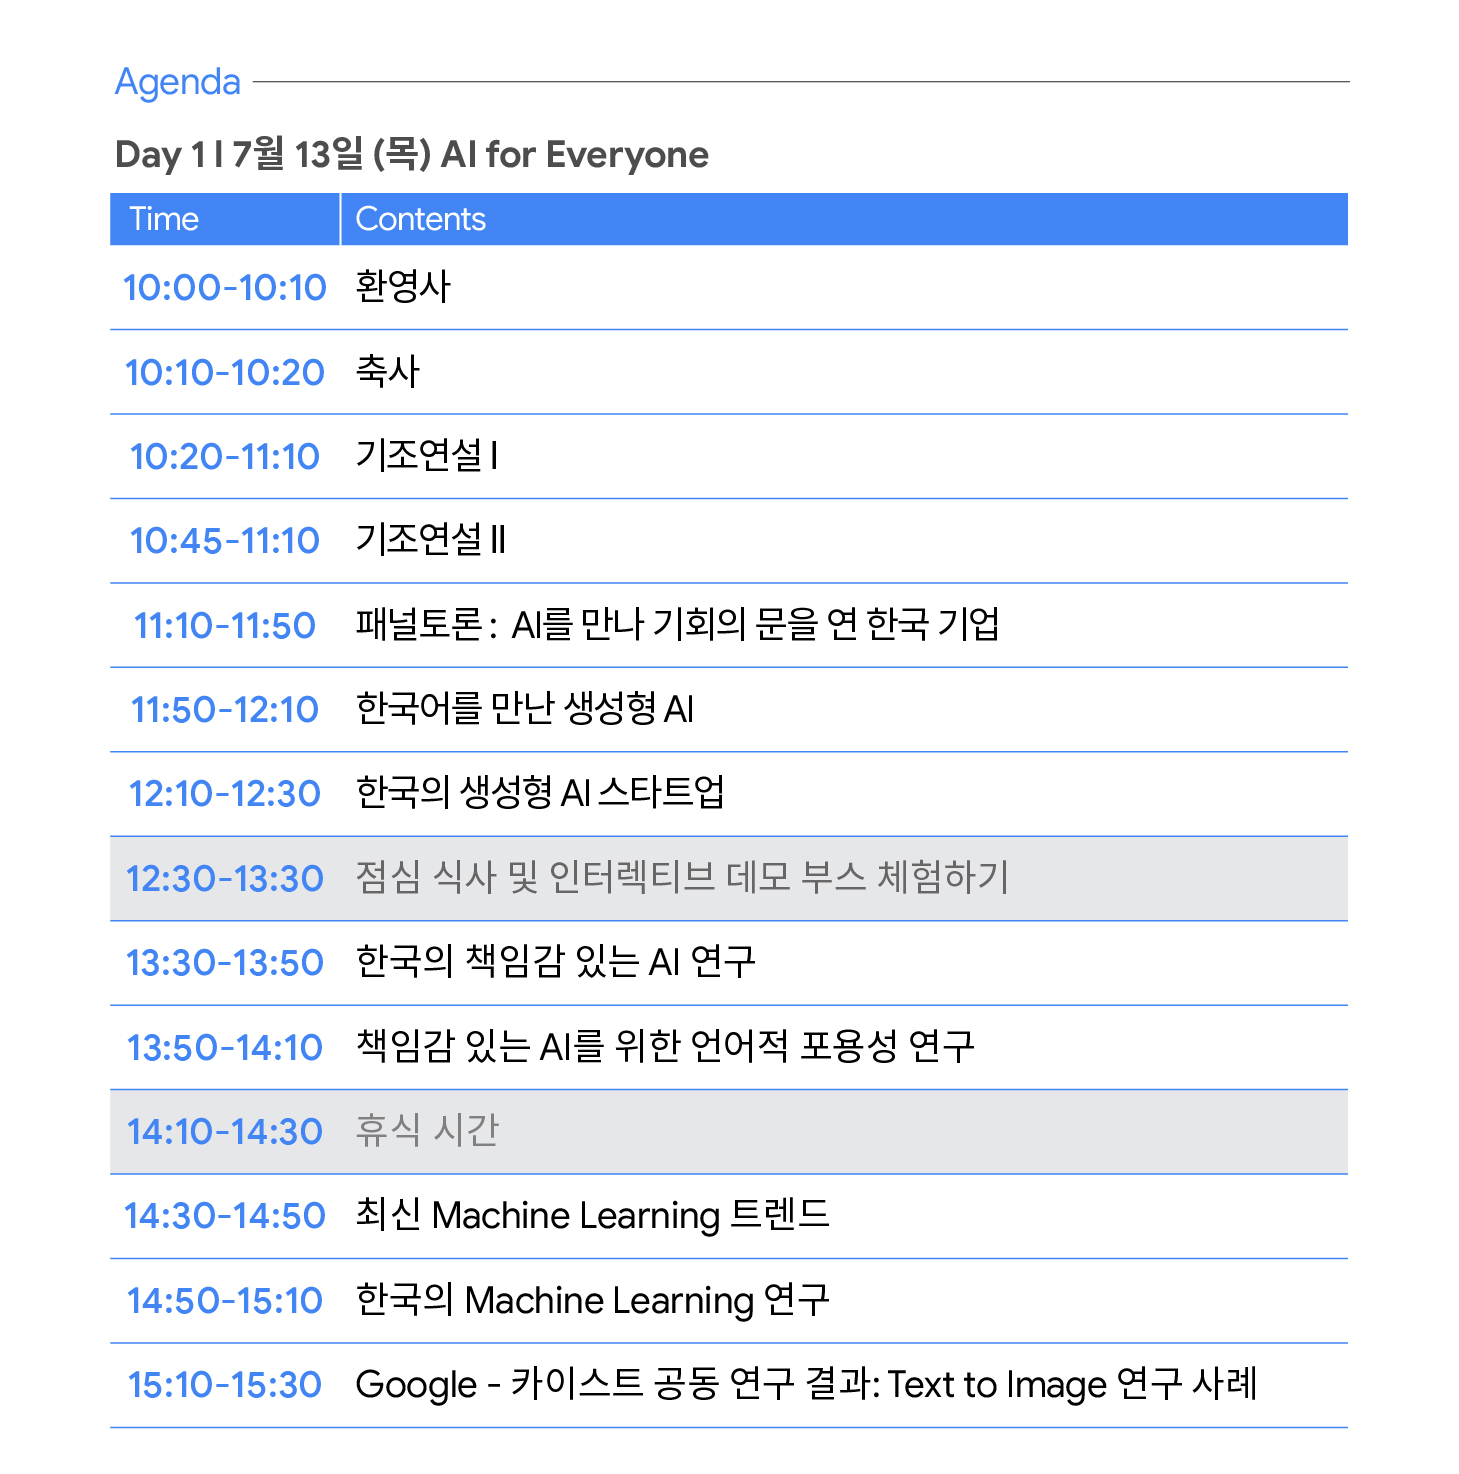 Agenda
Day 1 I 7월 13일 (목) AI for Everyone
Time Contents
10:00-10:10 환영사
10:10-10:20 축사
10:20-11:10 기조연설 I
10:45-11:10 기조연설 II
11:10-11:50 패널토론 : AI를 만나 기회의 문을 연 한국 기업
11:50-12:10 한국어를 만난 생성형 AI
12:10-12:30 한국의 생성형 AI 스타트업
12:30-13:30 점심 식사 및 인터렉티브 데모 부스 체험하기
13:30-13:50 한국의 책임감 있는 AI 연구
13:50-14:10 책임감 있는 AI를 위한 언어적 포용성 연구
14:10-14:30 휴식 시간
14:30-14:50 최신 Machine Learning 트렌드
14:50-15:10 한국의 Machine Learning 연구
15:10-15:30 Google - 카이스트 공동 연구 결과: Text to Image 연구 사례